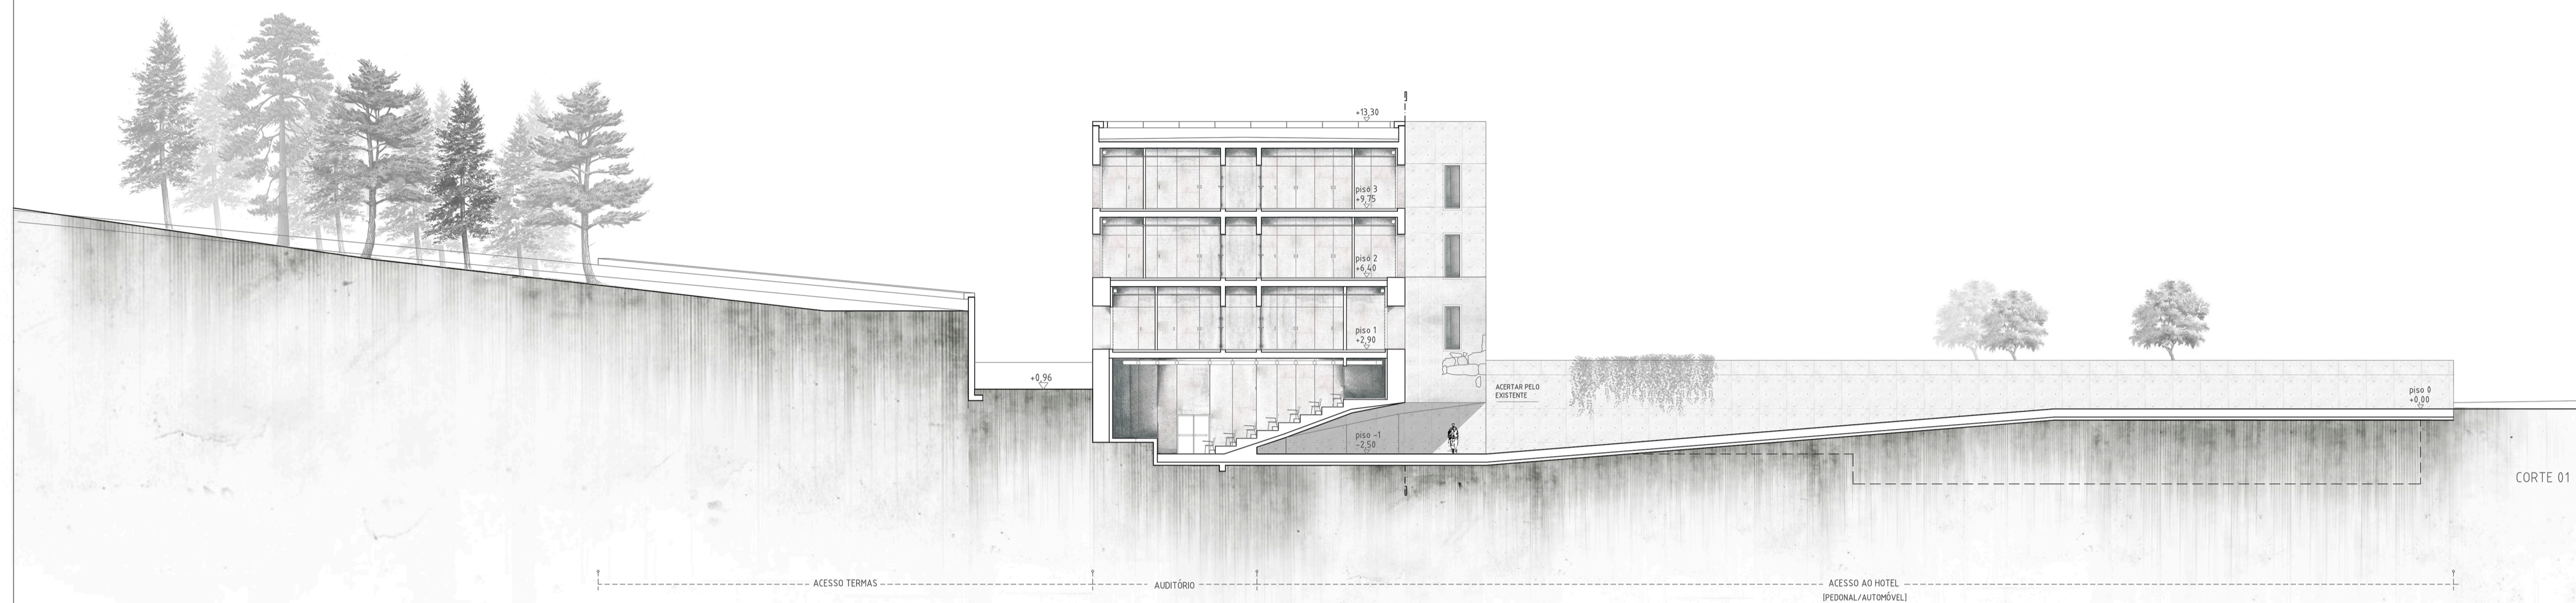 +13,30
piso 3
+9,75
piso 2
+6,40
piso 1
+2,90
+0,96
ACERTAR PELO
EXISTENTE
piso 0
+0,00
piso -1
-2,50
CORTE 01
ACESSO TERMAS
AUDITÓRIO
ACESSO AO HOTEL
[PEDONAL/AUTOMÓVEL]